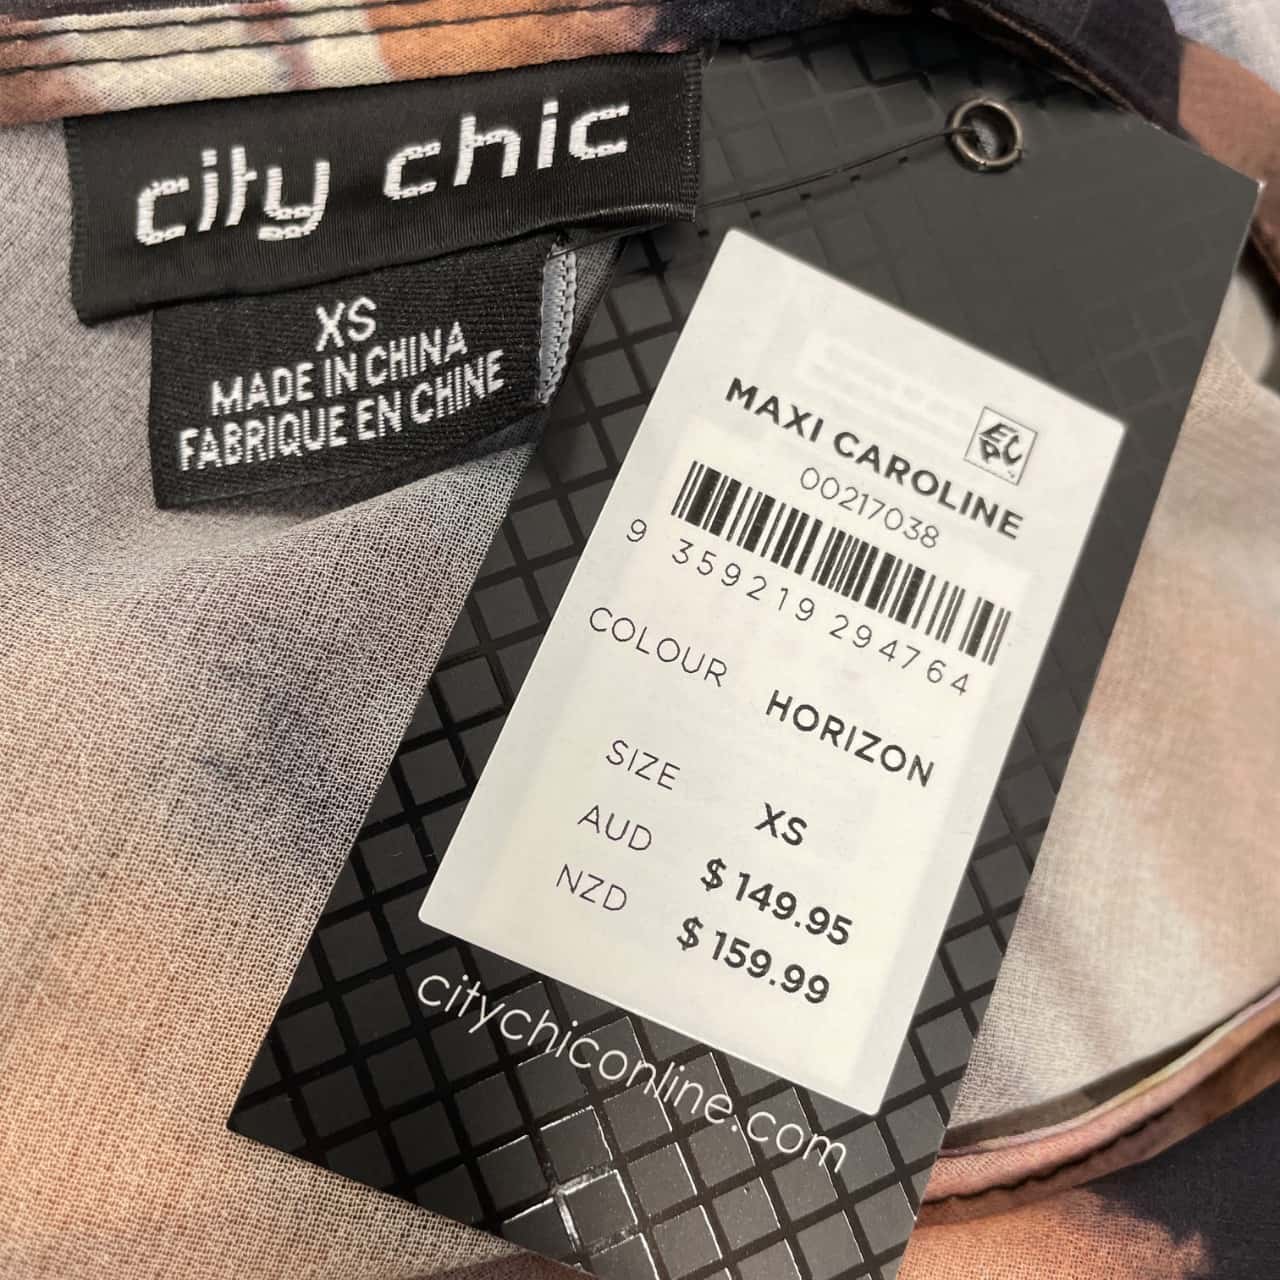 city chic
XS
MADE IN CHINA
FABRIQUE EN CHINE
MAXI CAROLINE
00217038
9 359219 294764
COLOUR HORIZON
SIZE XS
AUD $149.95
NZD $159.99
citychiconline.com